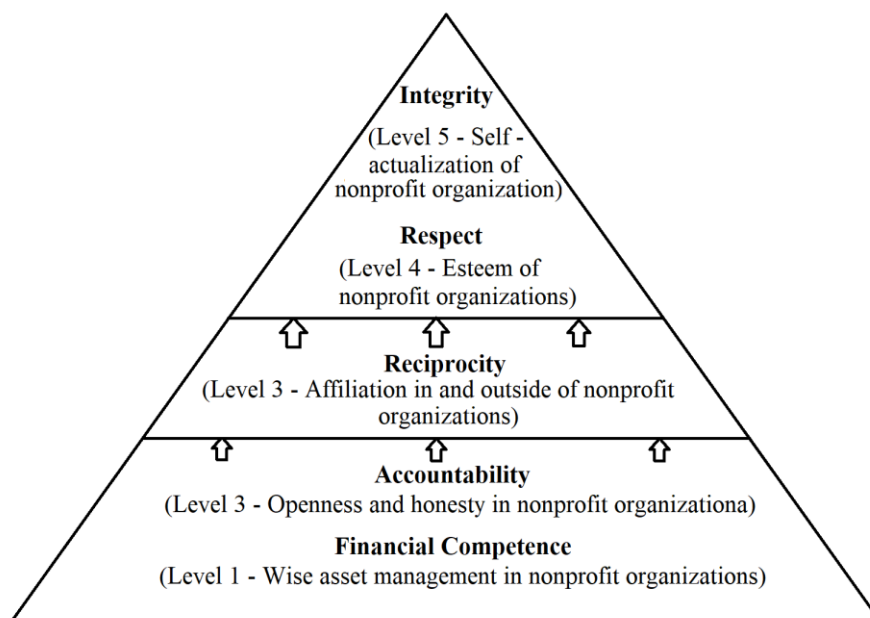 Integrity
(Level 5 - Self -
actualization of
nonprofit organization)
Respect
(Level 4 - Esteem of
nonprofit organizations)
Reciprocity
(Level 3 - Affiliation in and outside of nonprofit
organizations)
Accountability
(Level 3 - Openness and honesty in nonprofit organizationa)
Financial Competence
(Level 1 - Wise asset management in nonprofit organizations)